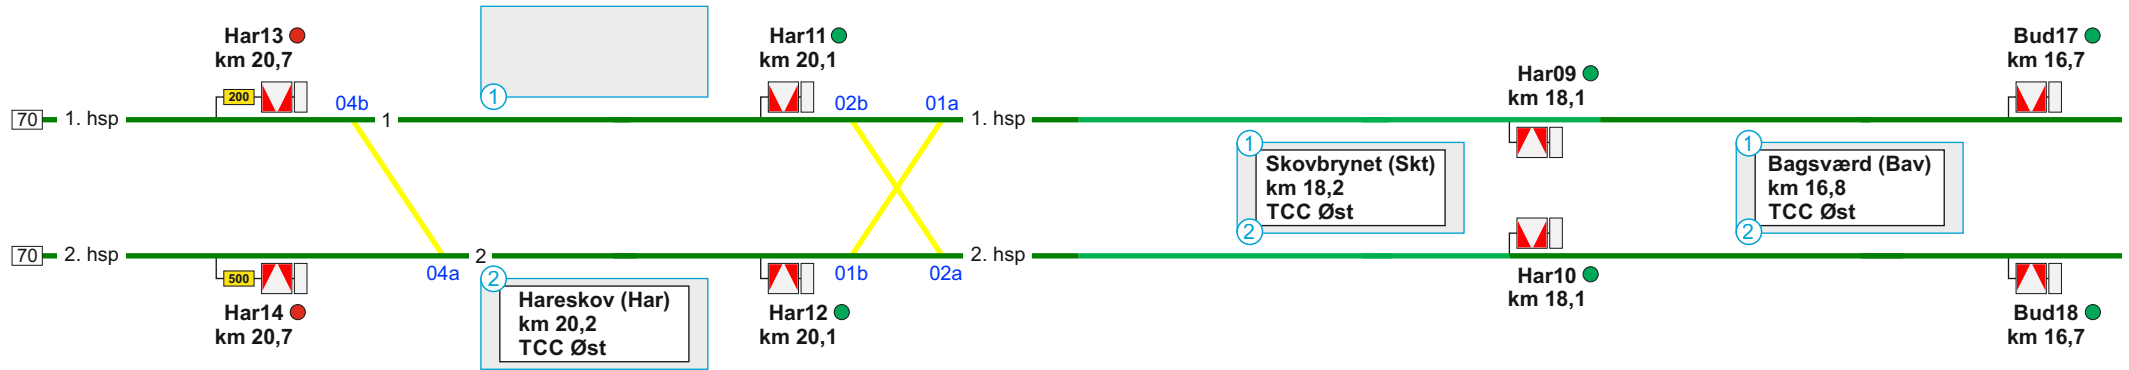 Har13
km 20,7
200
04b
70
1. hsp
1
1
Har11
km 20,1
02b
01a
1. hsp
Har09
km 18,1
Bud17
km 16,7
1
Skovbrynet (Skt)
km 18,2
TCC Øst
2
1
Bagsværd (Bav)
km 16,8
TCC Øst
2
70
2. hsp
500
Har14
km 20,7
04a
2
2
Hareskov (Har)
km 20,2
TCC Øst
Har12
km 20,1
01b
02a
2. hsp
Har10
km 18,1
Bud18
km 16,7